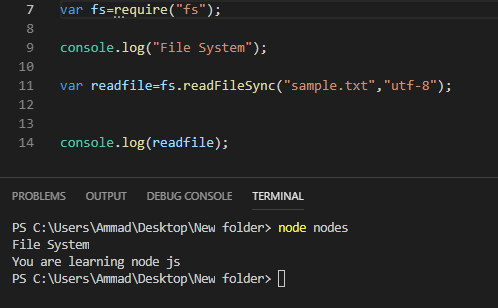 7 var fs=require("fs");
8
9 console.log("File System");
10
11 var readfile=fs.readFileSync("sample.txt","utf-8");
12
13
14 console.log(readfile);
PROBLEMS OUTPUT DEBUG CONSOLE TERMINAL
PS C:\Users\Ammad\Desktop\New folder> node nodes
File System
You are learning node js
PS C:\Users\Ammad\Desktop\New folder>